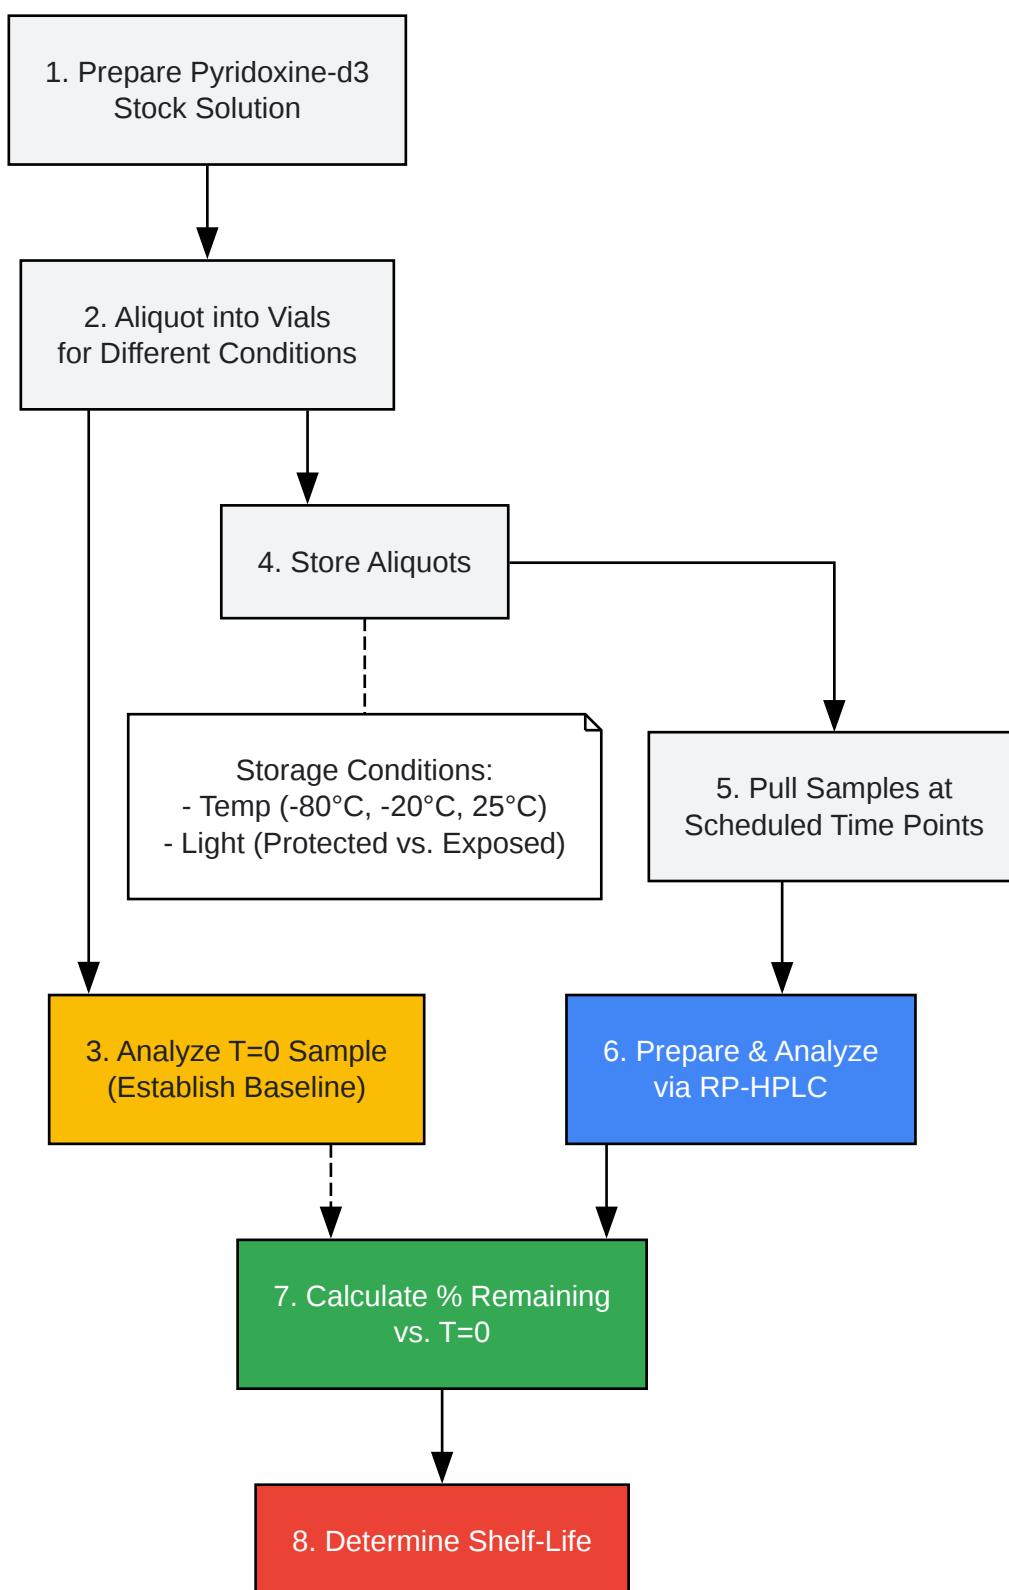 1. Prepare Pyridoxine-d3
Stock Solution
2. Aliquot into Vials
for Different Conditions
4. Store Aliquots
Storage Conditions:
- Temp (-80°C, -20°C, 25°C)
- Light (Protected vs. Exposed)
5. Pull Samples at
Scheduled Time Points
3. Analyze T=0 Sample
(Establish Baseline)
6. Prepare & Analyze
via RP-HPLC
7. Calculate % Remaining
vs. T=0
8. Determine Shelf-Life